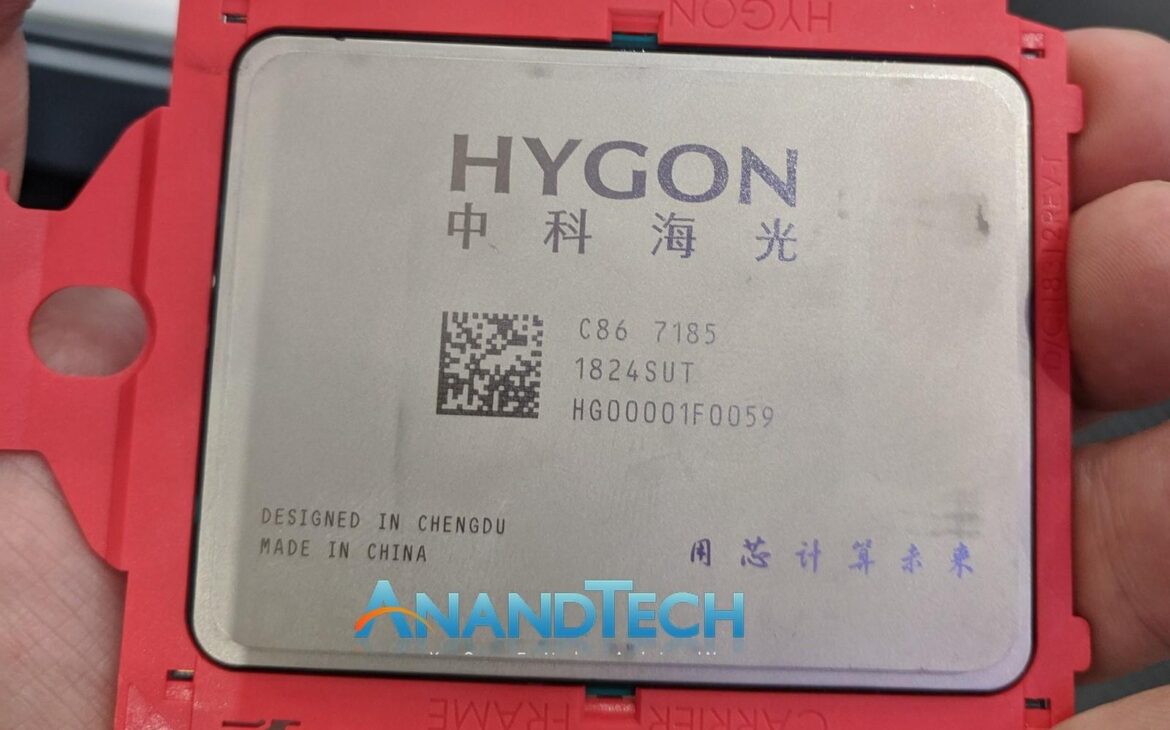 HYGON
HYGON
中科海光
C86 7185
1824SUT
HG00001F0059
DESIGNED IN CHENGDU
MADE IN CHINA
用芯计算未来
ANANDTECH
CARRIER FRAME